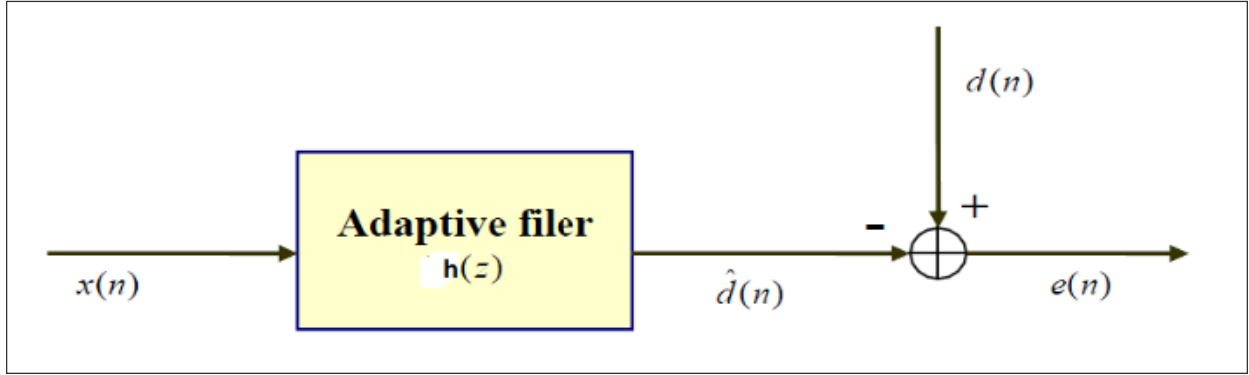 d(n)
+
-
Adaptive filer
h(z)
x(n)
d̂(n)
e(n)